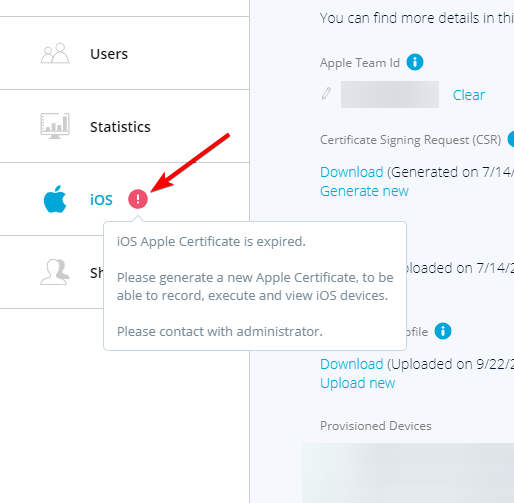 You can find more details in thi
Users
Apple Team Id
Clear
Statistics
Certificate Signing Request (CSR)
Download (Generated on 7/14/
Generate new
iOS
iOS Apple Certificate is expired.
Please generate a new Apple Certificate, to be
able to record, execute and view iOS devices.
Please contact with administrator.
Sh
loaded on 7/14/2
ofile
Download (Uploaded on 9/22/2
Upload new
Provisioned Devices